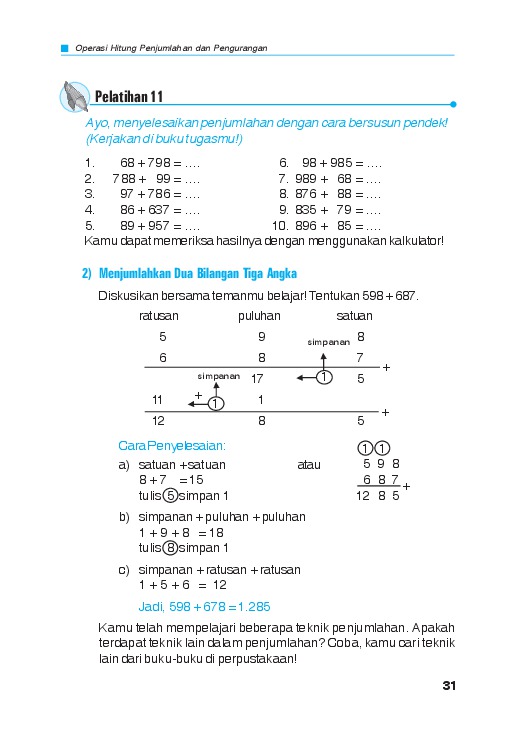 Operasi Hitung Penjumlahan dan Pengurangan
Pelatihan 11
Ayo, menyelesaikan penjumlahan dengan cara bersusun pendek!
(Kerjakan di buku tugasmu!)
1. 68 + 798 = .... 6. 98 + 985 = ....
2. 788 + 99 = .... 7. 989 + 68 = ....
3. 97 + 786 = .... 8. 876 + 88 = ....
4. 86 + 637 = .... 9. 835 + 79 = ....
5. 89 + 957 = .... 10. 896 + 85 = ....
Kamu dapat memeriksa hasilnya dengan menggunakan kalkulator!
2) Menjumlahkan Dua Bilangan Tiga Angka
Diskusikan bersama temanmu belajar! Tentukan 598 + 687.
ratusan puluhan satuan
5 9 simpanan 8
6 8 7
+
simpanan 17 1 5
11 + 1 1
+
12 8 5
Cara Penyelesaian:
a) satuan + satuan
8 + 7 = 15
tulis 5 simpan 1
atau
1 1
5 9 8
6 8 7
+
12 8 5
b) simpanan + puluhan + puluhan
1 + 9 + 8 = 18
tulis 8 simpan 1
c) simpanan + ratusan + ratusan
1 + 5 + 6 = 12
Jadi, 598 + 678 = 1.285
Kamu telah mempelajari beberapa teknik penjumlahan. Apakah
terdapat teknik lain dalam penjumlahan? Coba, kamu cari teknik
lain dari buku-buku di perpustakaan!
31